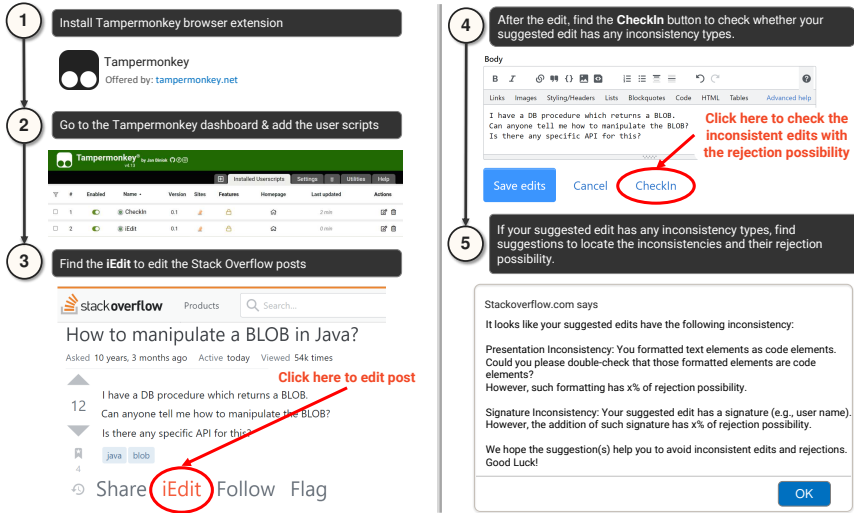 1
Install Tampermonkey browser extension
Tampermonkey
Offered by: tampermonkey.net
2
Go to the Tampermonkey dashboard & add the user scripts
Tampermonkey® by Jan Biniok
v4.13
Installed Userscripts Settings Utilities Help
# Enabled Name Version Sites Features Homepage Last updated Actions
1 CheckIn 0.1 2 min
2 iEdit 0.1 0 min
3
Find the iEdit to edit the Stack Overflow posts
stackoverflow Products Search...
How to manipulate a BLOB in Java?
Asked 10 years, 3 months ago Active today Viewed 54k times
Click here to edit post
12
I have a DB procedure which returns a BLOB.
Can anyone tell me how to manipulate the BLOB?
Is there any specific API for this?
java blob
4
Share iEdit Follow Flag
4
After the edit, find the CheckIn button to check whether your
suggested edit has any inconsistency types.
Body
B I {}
Links Images Styling/Headers Lists Blockquotes Code HTML Tables Advanced help
I have a DB procedure which returns a BLOB.
Can anyone tell me how to manipulate the BLOB?
Is there any specific API for this?
Click here to check the
inconsistent edits with
the rejection possibility
Save edits Cancel CheckIn
5
If your suggested edit has any inconsistency types, find
suggestions to locate the inconsistencies and their rejection
possibility.
Stackoverflow.com says
It looks like your suggested edits have the following inconsistency:
Presentation Inconsistency: You formatted text elements as code elements.
Could you please double-check that those formatted elements are code
elements?
However, such formatting has x% of rejection possibility.
Signature Inconsistency: Your suggested edit has a signature (e.g., user name).
However, the addition of such signature has x% of rejection possibility.
We hope the suggestion(s) help you to avoid inconsistent edits and rejections.
Good Luck!
OK